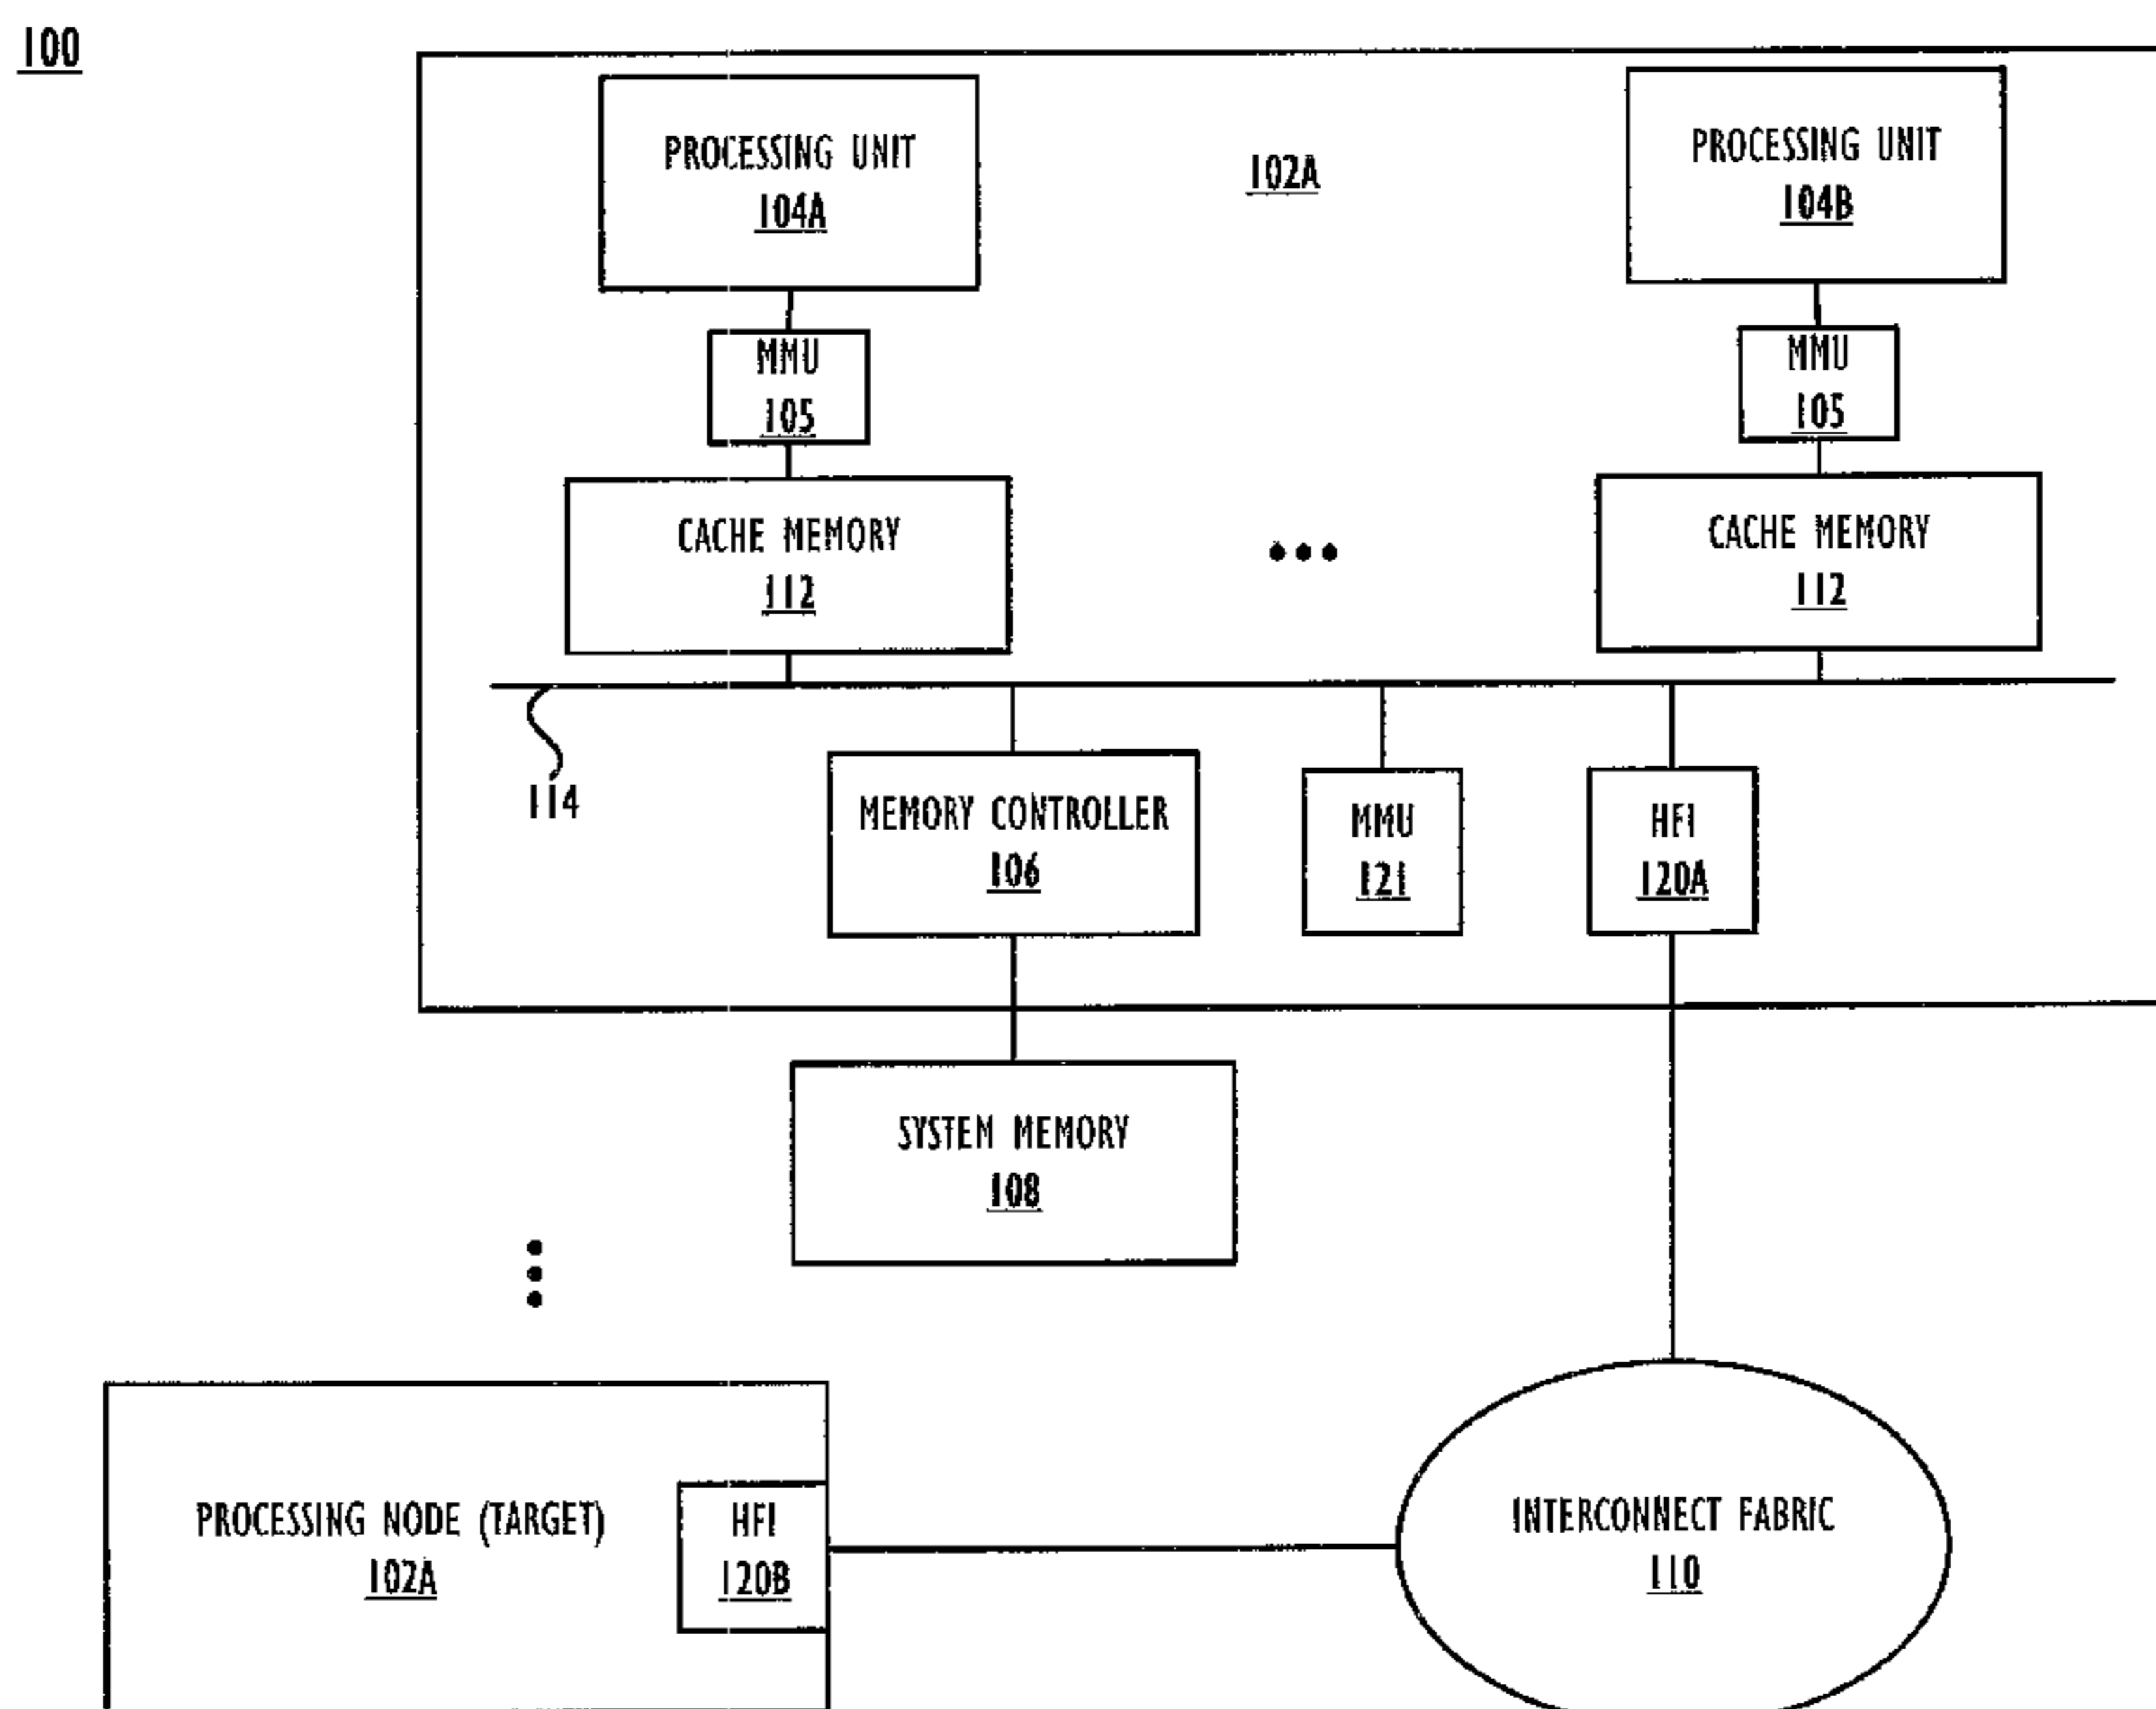 100
PROCESSING UNIT
104A
102A
PROCESSING UNIT
104B
MMU
105
MMU
105
CACHE MEMORY
112
CACHE MEMORY
112
114
MEMORY CONTROLLER
106
MMU
121
HFI
120A
SYSTEM MEMORY
108
PROCESSING NODE (TARGET)
102A
HFI
120B
INTERCONNECT FABRIC
110